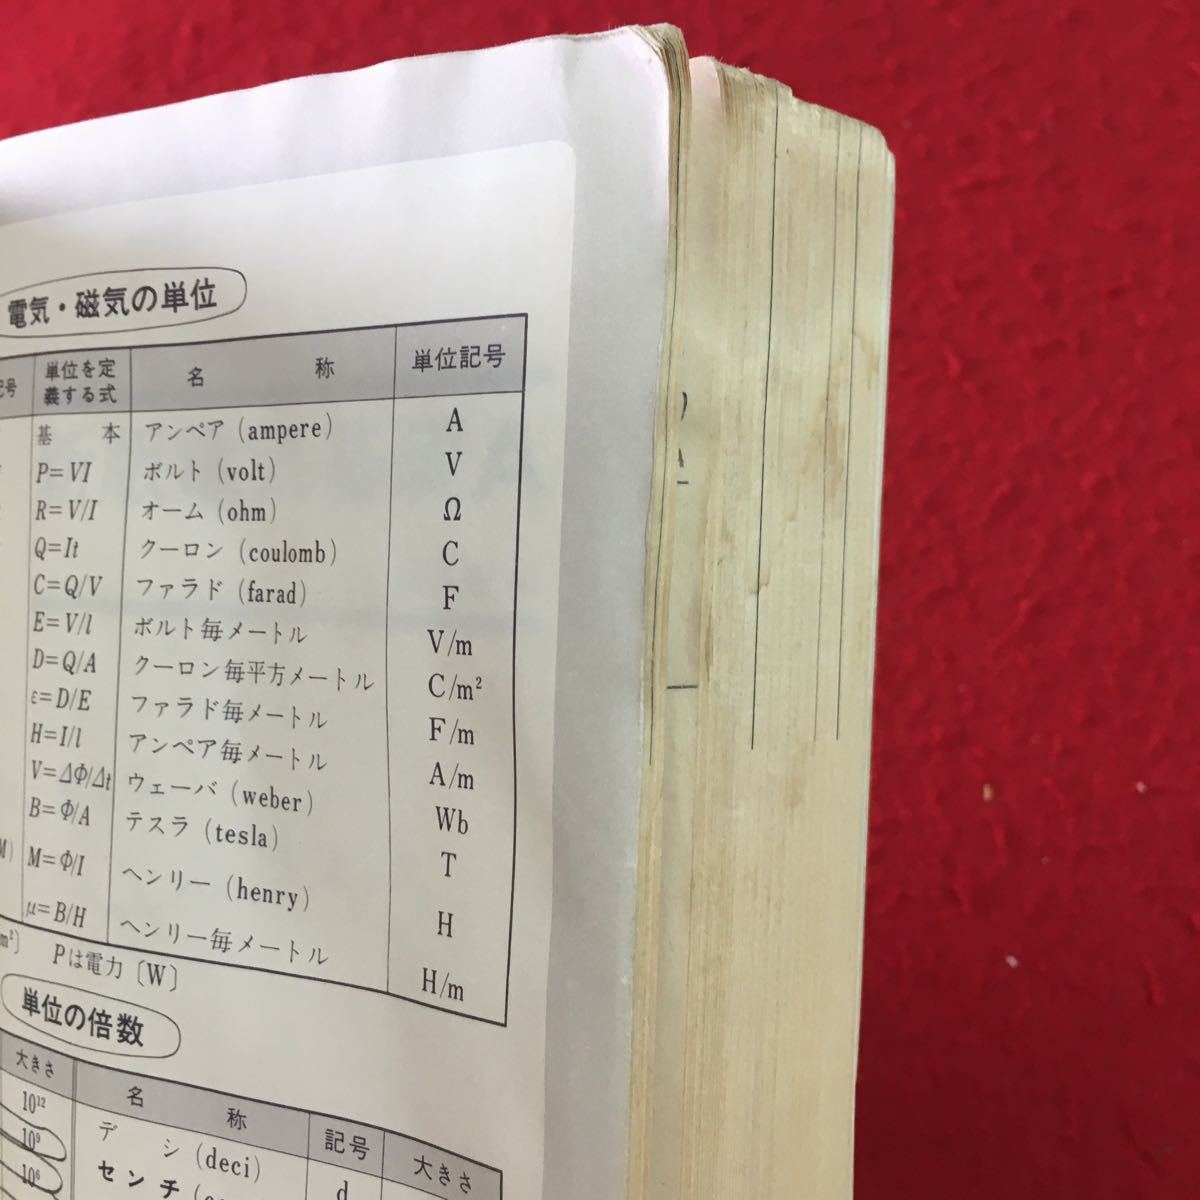 電気・磁気の単位
記号 単位を定義する式 名称 単位記号
基本 アンペア (ampere) A
P=VI ボルト (volt) V
R=V/I オーム (ohm) Ω
Q=It クーロン (coulomb) C
C=Q/V ファラド (farad) F
E=V/l ボルト毎メートル V/m
D=Q/A クーロン毎平方メートル C/m²
ε=D/E ファラド毎メートル F/m
H=I/l アンペア毎メートル A/m
V=ΔΦ/Δt ウェーバ (weber) Wb
B=Φ/A テスラ (tesla) T
M) M=Φ/I ヘンリー (henry) H
μ=B/H ヘンリー毎メートル H/m
m²〕 Pは電力〔W〕
単位の倍数
大きさ 名称 記号 大きさ
10¹² デシ (deci) d
10⁹ センチ
10⁶